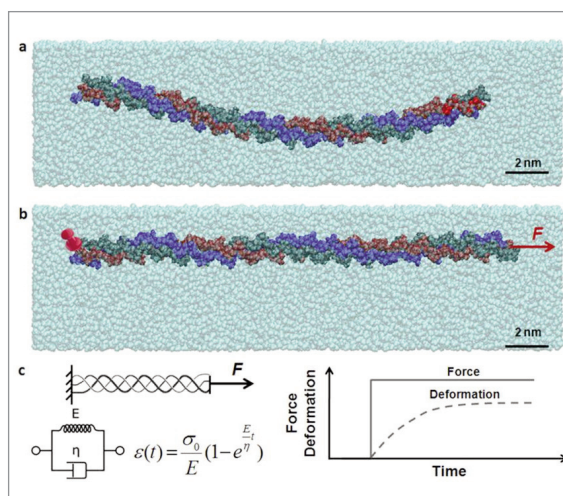 a
2 nm
b
F
2 nm
c
F
E
η
ε(t) = σ₀/E (1 - e^{E/η t})
Force
Deformation
Force
Deformation
Time